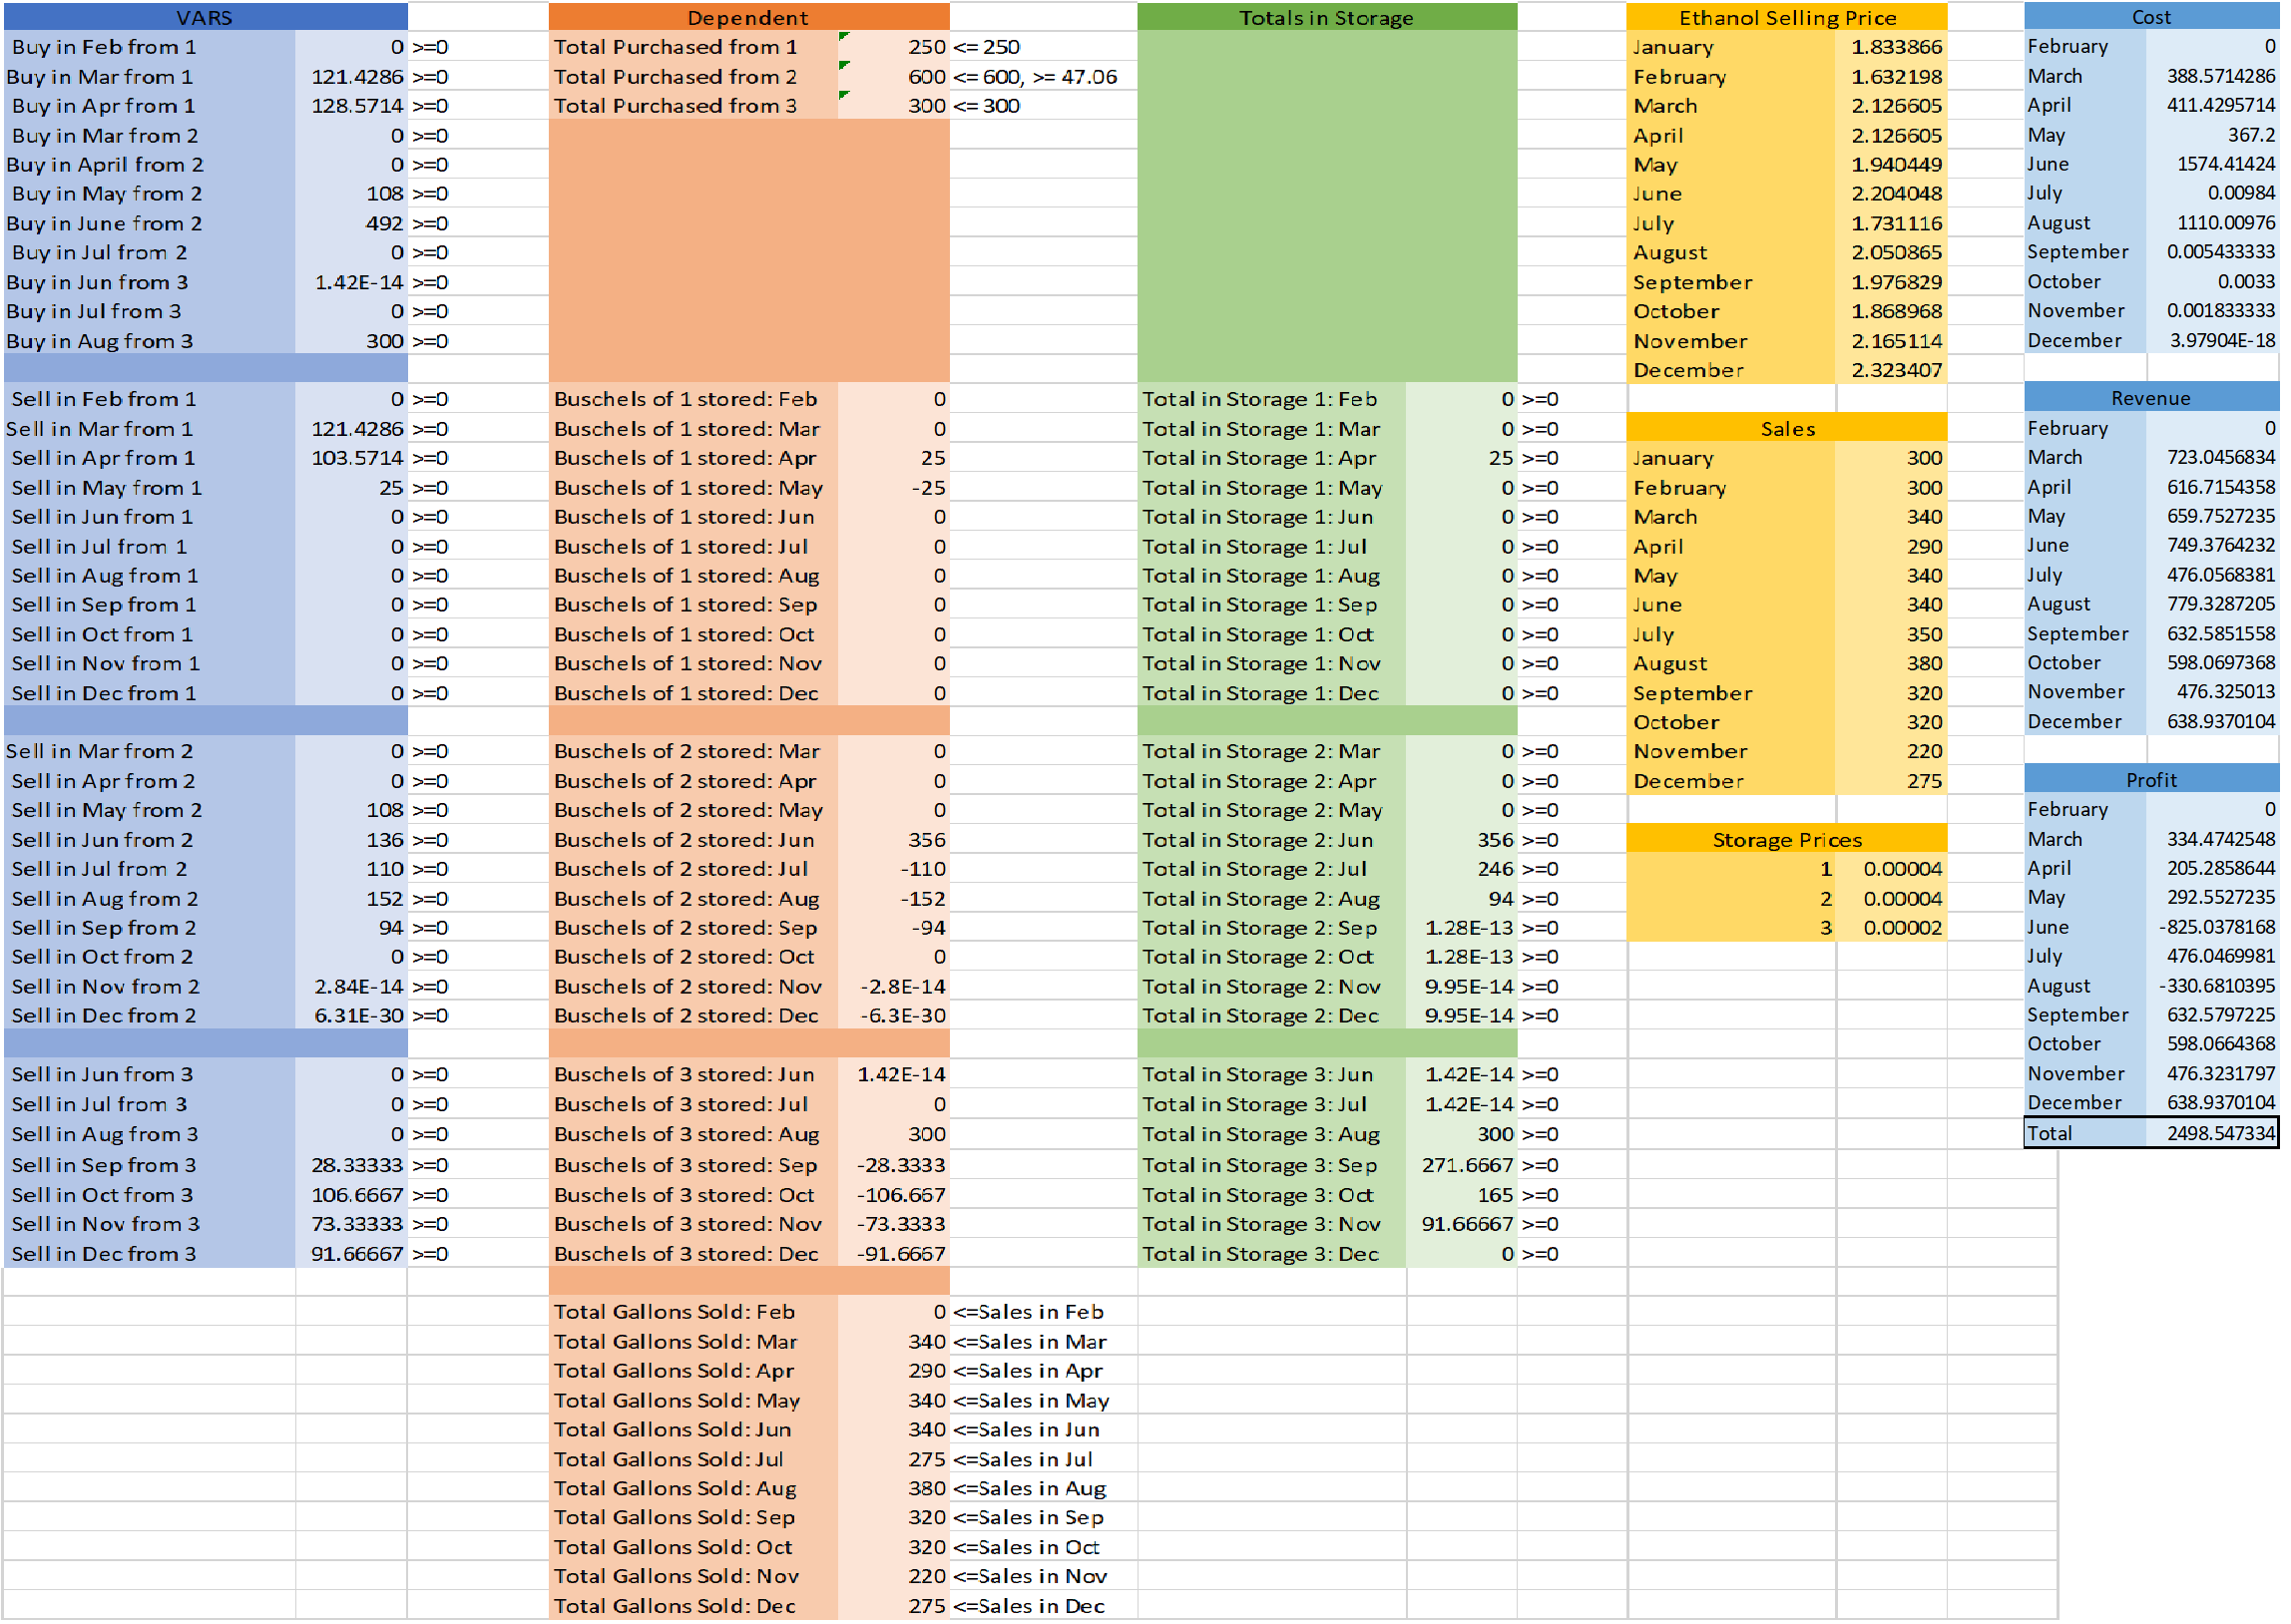 VARS Dependent Totals in Storage Ethanol Selling Price Cost
Buy in Feb from 1 0 >=0 Total Purchased from 1 250 <= 250 January 1.833866 February 0
Buy in Mar from 1 121.4286 >=0 Total Purchased from 2 600 <= 600, >= 47.06 February 1.632198 March 388.5714286
Buy in Apr from 1 128.5714 >=0 Total Purchased from 3 300 <= 300 March 2.126605 April 411.4295714
Buy in Mar from 2 0 >=0 April 2.126605 May 367.2
Buy in April from 2 0 >=0 May 1.940449 June 1574.41424
Buy in May from 2 108 >=0 June 2.204048 July 0.00984
Buy in June from 2 492 >=0 July 1.731116 August 1110.00976
Buy in Jul from 2 0 >=0 August 2.050865 September 0.005433333
Buy in Jun from 3 1.42E-14 >=0 September 1.976829 October 0.0033
Buy in Jul from 3 0 >=0 October 1.868968 November 0.001833333
Buy in Aug from 3 300 >=0 November 2.165114 December 3.97904E-18
December 2.323407
Sell in Feb from 1 0 >=0 Buschels of 1 stored: Feb 0 Total in Storage 1: Feb 0 >=0 Revenue
Sell in Mar from 1 121.4286 >=0 Buschels of 1 stored: Mar 0 Total in Storage 1: Mar 0 >=0 Sales February 0
Sell in Apr from 1 103.5714 >=0 Buschels of 1 stored: Apr 25 Total in Storage 1: Apr 25 >=0 January 300 March 723.0456834
Sell in May from 1 25 >=0 Buschels of 1 stored: May -25 Total in Storage 1: May 0 >=0 February 300 April 616.7154358
Sell in Jun from 1 0 >=0 Buschels of 1 stored: Jun 0 Total in Storage 1: Jun 0 >=0 March 340 May 659.7527235
Sell in Jul from 1 0 >=0 Buschels of 1 stored: Jul 0 Total in Storage 1: Jul 0 >=0 April 290 June 749.3764232
Sell in Aug from 1 0 >=0 Buschels of 1 stored: Aug 0 Total in Storage 1: Aug 0 >=0 May 340 July 476.0568381
Sell in Sep from 1 0 >=0 Buschels of 1 stored: Sep 0 Total in Storage 1: Sep 0 >=0 June 340 August 779.3287205
Sell in Oct from 1 0 >=0 Buschels of 1 stored: Oct 0 Total in Storage 1: Oct 0 >=0 July 350 September 632.5851558
Sell in Nov from 1 0 >=0 Buschels of 1 stored: Nov 0 Total in Storage 1: Nov 0 >=0 August 380 October 598.0697368
Sell in Dec from 1 0 >=0 Buschels of 1 stored: Dec 0 Total in Storage 1: Dec 0 >=0 September 320 November 476.325013
October 320 December 638.9370104
Sell in Mar from 2 0 >=0 Buschels of 2 stored: Mar 0 Total in Storage 2: Mar 0 >=0 November 220
Sell in Apr from 2 0 >=0 Buschels of 2 stored: Apr 0 Total in Storage 2: Apr 0 >=0 December 275 Profit
Sell in May from 2 108 >=0 Buschels of 2 stored: May 0 Total in Storage 2: May 0 >=0 February 0
Sell in Jun from 2 136 >=0 Buschels of 2 stored: Jun 356 Total in Storage 2: Jun 356 >=0 Storage Prices March 334.4742548
Sell in Jul from 2 110 >=0 Buschels of 2 stored: Jul -110 Total in Storage 2: Jul 246 >=0 1 0.00004 April 205.2858644
Sell in Aug from 2 152 >=0 Buschels of 2 stored: Aug -152 Total in Storage 2: Aug 94 >=0 2 0.00004 May 292.5527235
Sell in Sep from 2 94 >=0 Buschels of 2 stored: Sep -94 Total in Storage 2: Sep 1.28E-13 >=0 3 0.00002 June -825.0378168
Sell in Oct from 2 0 >=0 Buschels of 2 stored: Oct 0 Total in Storage 2: Oct 1.28E-13 >=0 July 476.0469981
Sell in Nov from 2 2.84E-14 >=0 Buschels of 2 stored: Nov -2.8E-14 Total in Storage 2: Nov 9.95E-14 >=0 August -330.6810395
Sell in Dec from 2 6.31E-30 >=0 Buschels of 2 stored: Dec -6.3E-30 Total in Storage 2: Dec 9.95E-14 >=0 September 632.5797225
October 598.0664368
Sell in Jun from 3 0 >=0 Buschels of 3 stored: Jun 1.42E-14 Total in Storage 3: Jun 1.42E-14 >=0 November 476.3231797
Sell in Jul from 3 0 >=0 Buschels of 3 stored: Jul 0 Total in Storage 3: Jul 1.42E-14 >=0 December 638.9370104
Sell in Aug from 3 0 >=0 Buschels of 3 stored: Aug 300 Total in Storage 3: Aug 300 >=0 Total 2498.547334
Sell in Sep from 3 28.33333 >=0 Buschels of 3 stored: Sep -28.3333 Total in Storage 3: Sep 271.6667 >=0
Sell in Oct from 3 106.6667 >=0 Buschels of 3 stored: Oct -106.667 Total in Storage 3: Oct 165 >=0
Sell in Nov from 3 73.33333 >=0 Buschels of 3 stored: Nov -73.3333 Total in Storage 3: Nov 91.66667 >=0
Sell in Dec from 3 91.66667 >=0 Buschels of 3 stored: Dec -91.6667 Total in Storage 3: Dec 0 >=0
Total Gallons Sold: Feb 0 <=Sales in Feb
Total Gallons Sold: Mar 340 <=Sales in Mar
Total Gallons Sold: Apr 290 <=Sales in Apr
Total Gallons Sold: May 340 <=Sales in May
Total Gallons Sold: Jun 340 <=Sales in Jun
Total Gallons Sold: Jul 275 <=Sales in Jul
Total Gallons Sold: Aug 380 <=Sales in Aug
Total Gallons Sold: Sep 320 <=Sales in Sep
Total Gallons Sold: Oct 320 <=Sales in Oct
Total Gallons Sold: Nov 220 <=Sales in Nov
Total Gallons Sold: Dec 275 <=Sales in Dec